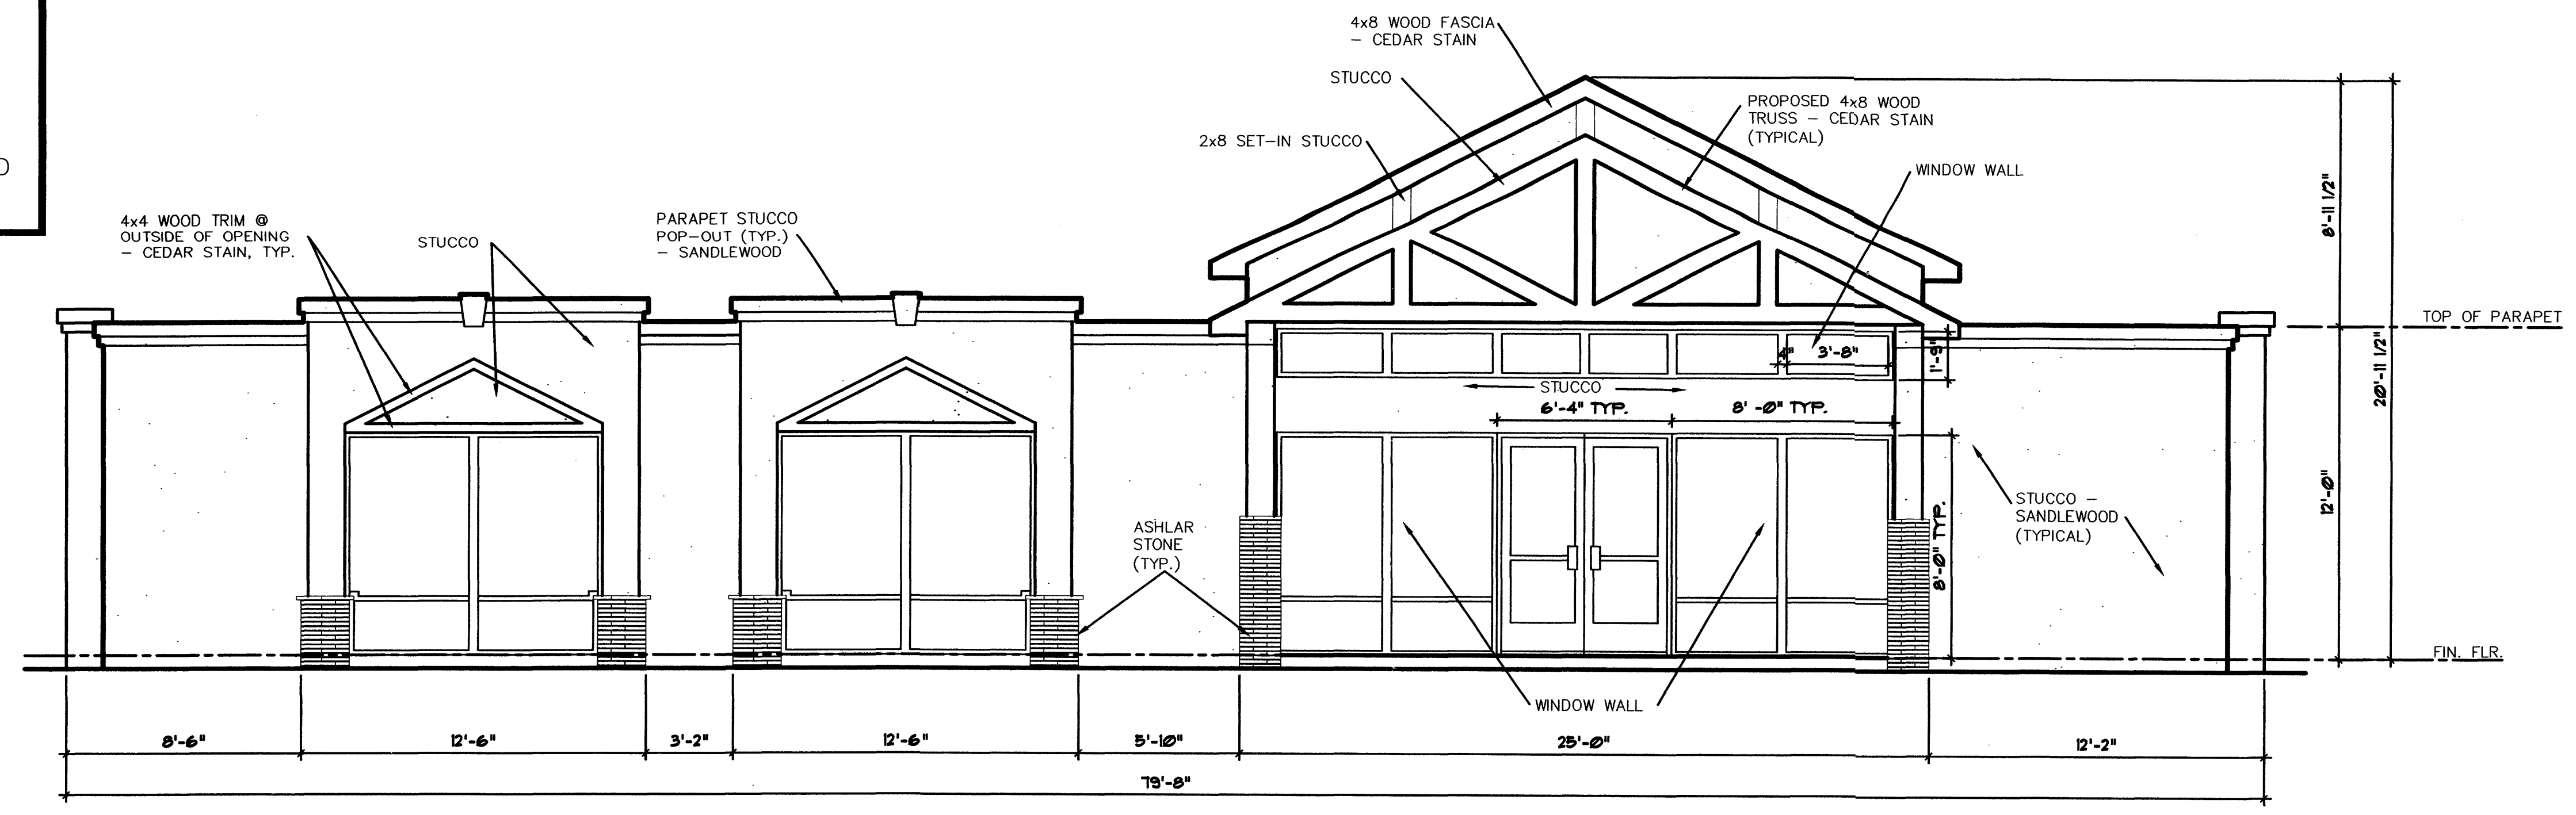 4x8 WOOD FASCIA
– CEDAR STAIN
STUCCO
PROPOSED 4x8 WOOD
TRUSS – CEDAR STAIN
(TYPICAL)
2x8 SET-IN STUCCO
WINDOW WALL
D
4x4 WOOD TRIM @
OUTSIDE OF OPENING
– CEDAR STAIN, TYP.
STUCCO
PARAPET STUCCO
POP-OUT (TYP.)
– SANDLEWOOD
8'-11 1/2"
TOP OF PARAPET
20'-11 1/2"
4"
3'-8"
1'-9"
STUCCO
6'-4" TYP.
8'-0" TYP.
12'-0"
8'-0" TYP.
STUCCO –
SANDLEWOOD
(TYPICAL)
ASHLAR
STONE
(TYP.)
FIN. FLR.
WINDOW WALL
8'-6"
12'-6"
3'-2"
12'-6"
5'-10"
25'-0"
12'-2"
79'-8"